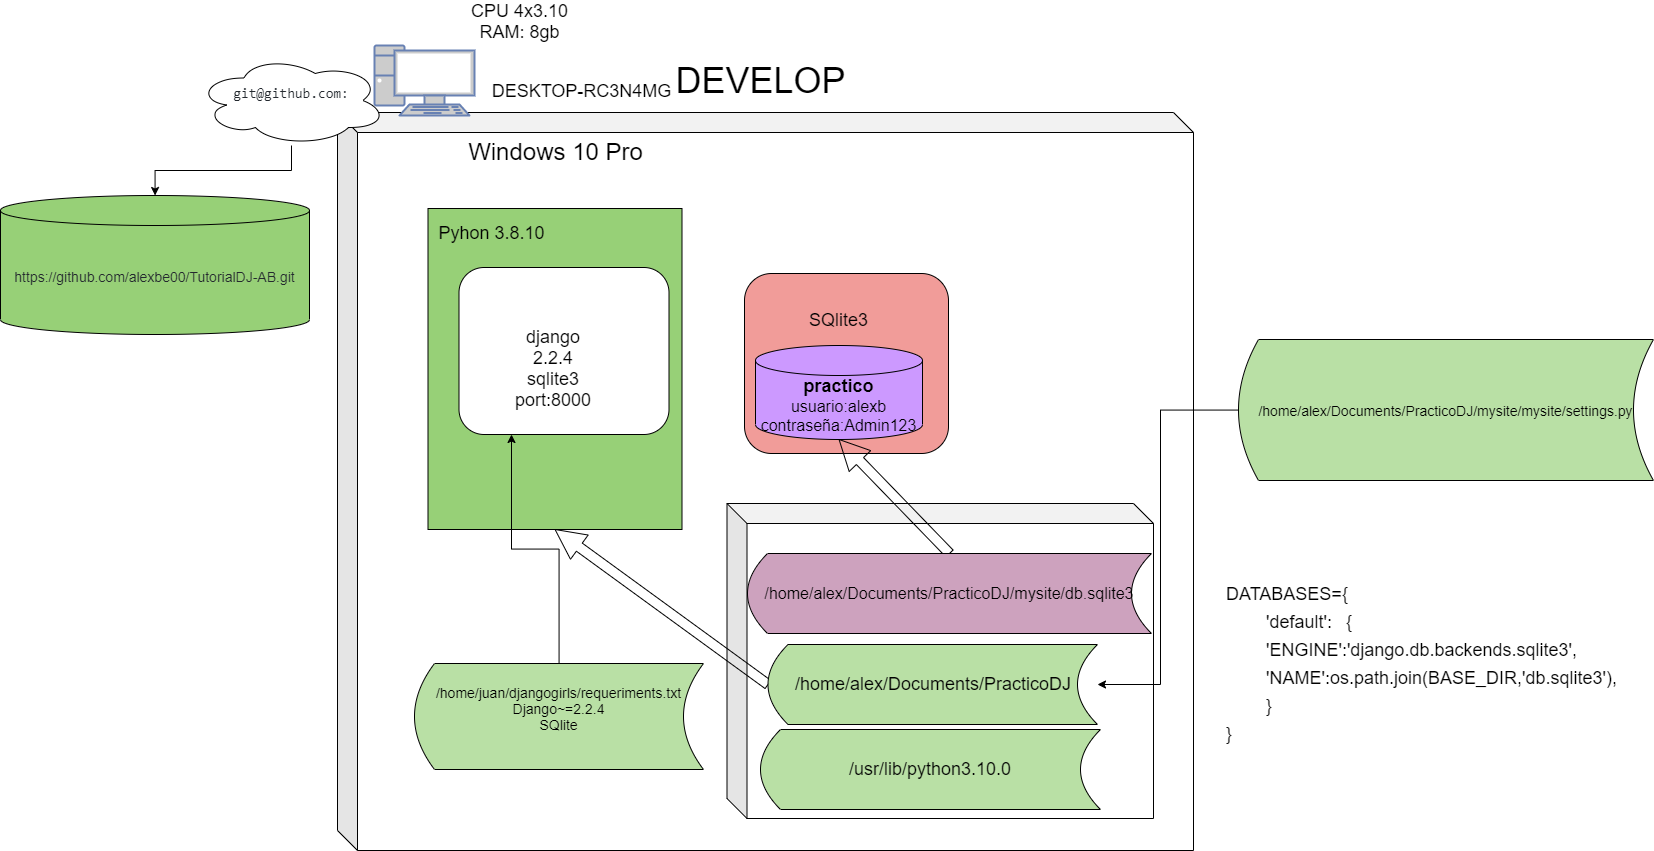 CPU 4x3.10
RAM: 8gb
git@github.com:
DESKTOP-RC3N4MG
DEVELOP
Windows 10 Pro
https://github.com/alexbe00/TutorialDJ-AB.git
Pyhon 3.8.10
django
2.2.4
sqlite3
port:8000
SQlite3
practico
usuario:alexb
contraseña:Admin123
/home/alex/Documents/PracticoDJ/mysite/mysite/settings.py
/home/alex/Documents/PracticoDJ/mysite/db.sqlite3
/home/alex/Documents/PracticoDJ
/usr/lib/python3.10.0
/home/juan/djangogirls/requeriments.txt
Django~=2.2.4
SQlite
DATABASES={
'default': {
'ENGINE':'django.db.backends.sqlite3',
'NAME':os.path.join(BASE_DIR,'db.sqlite3'),
}
}